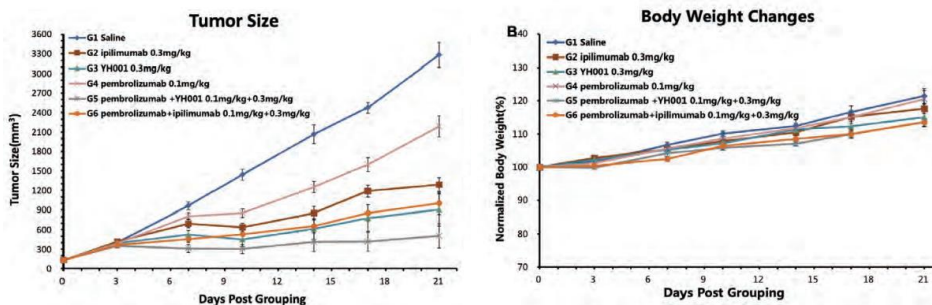 Tumor Size
3600
3300
3000
2700
2400
2100
1800
1500
1200
900
600
300
0
Tumor Size(mm³)
G1 Saline
G2 ipilimumab 0.3mg/kg
G3 YH001 0.3mg/kg
G4 pembrolizumab 0.1mg/kg
G5 pembrolizumab +YH001 0.1mg/kg+0.3mg/kg
G6 pembrolizumab+ipilimumab 0.1mg/kg+0.3mg/kg
0 3 6 9 12 15 18 21
Days Post Grouping
Body Weight Changes
B
140
130
120
110
100
90
80
70
Normalized Body Weight(%)
G1 Saline
G2 ipilimumab 0.3mg/kg
G3 YH001 0.3mg/kg
G4 pembrolizumab 0.1mg/kg
G5 pembrolizumab +YH001 0.1mg/kg+0.3mg/kg
G6 pembrolizumab+ipilimumab 0.1mg/kg+0.3mg/kg
0 3 6 9 12 15 18 21
Days Post Grouping